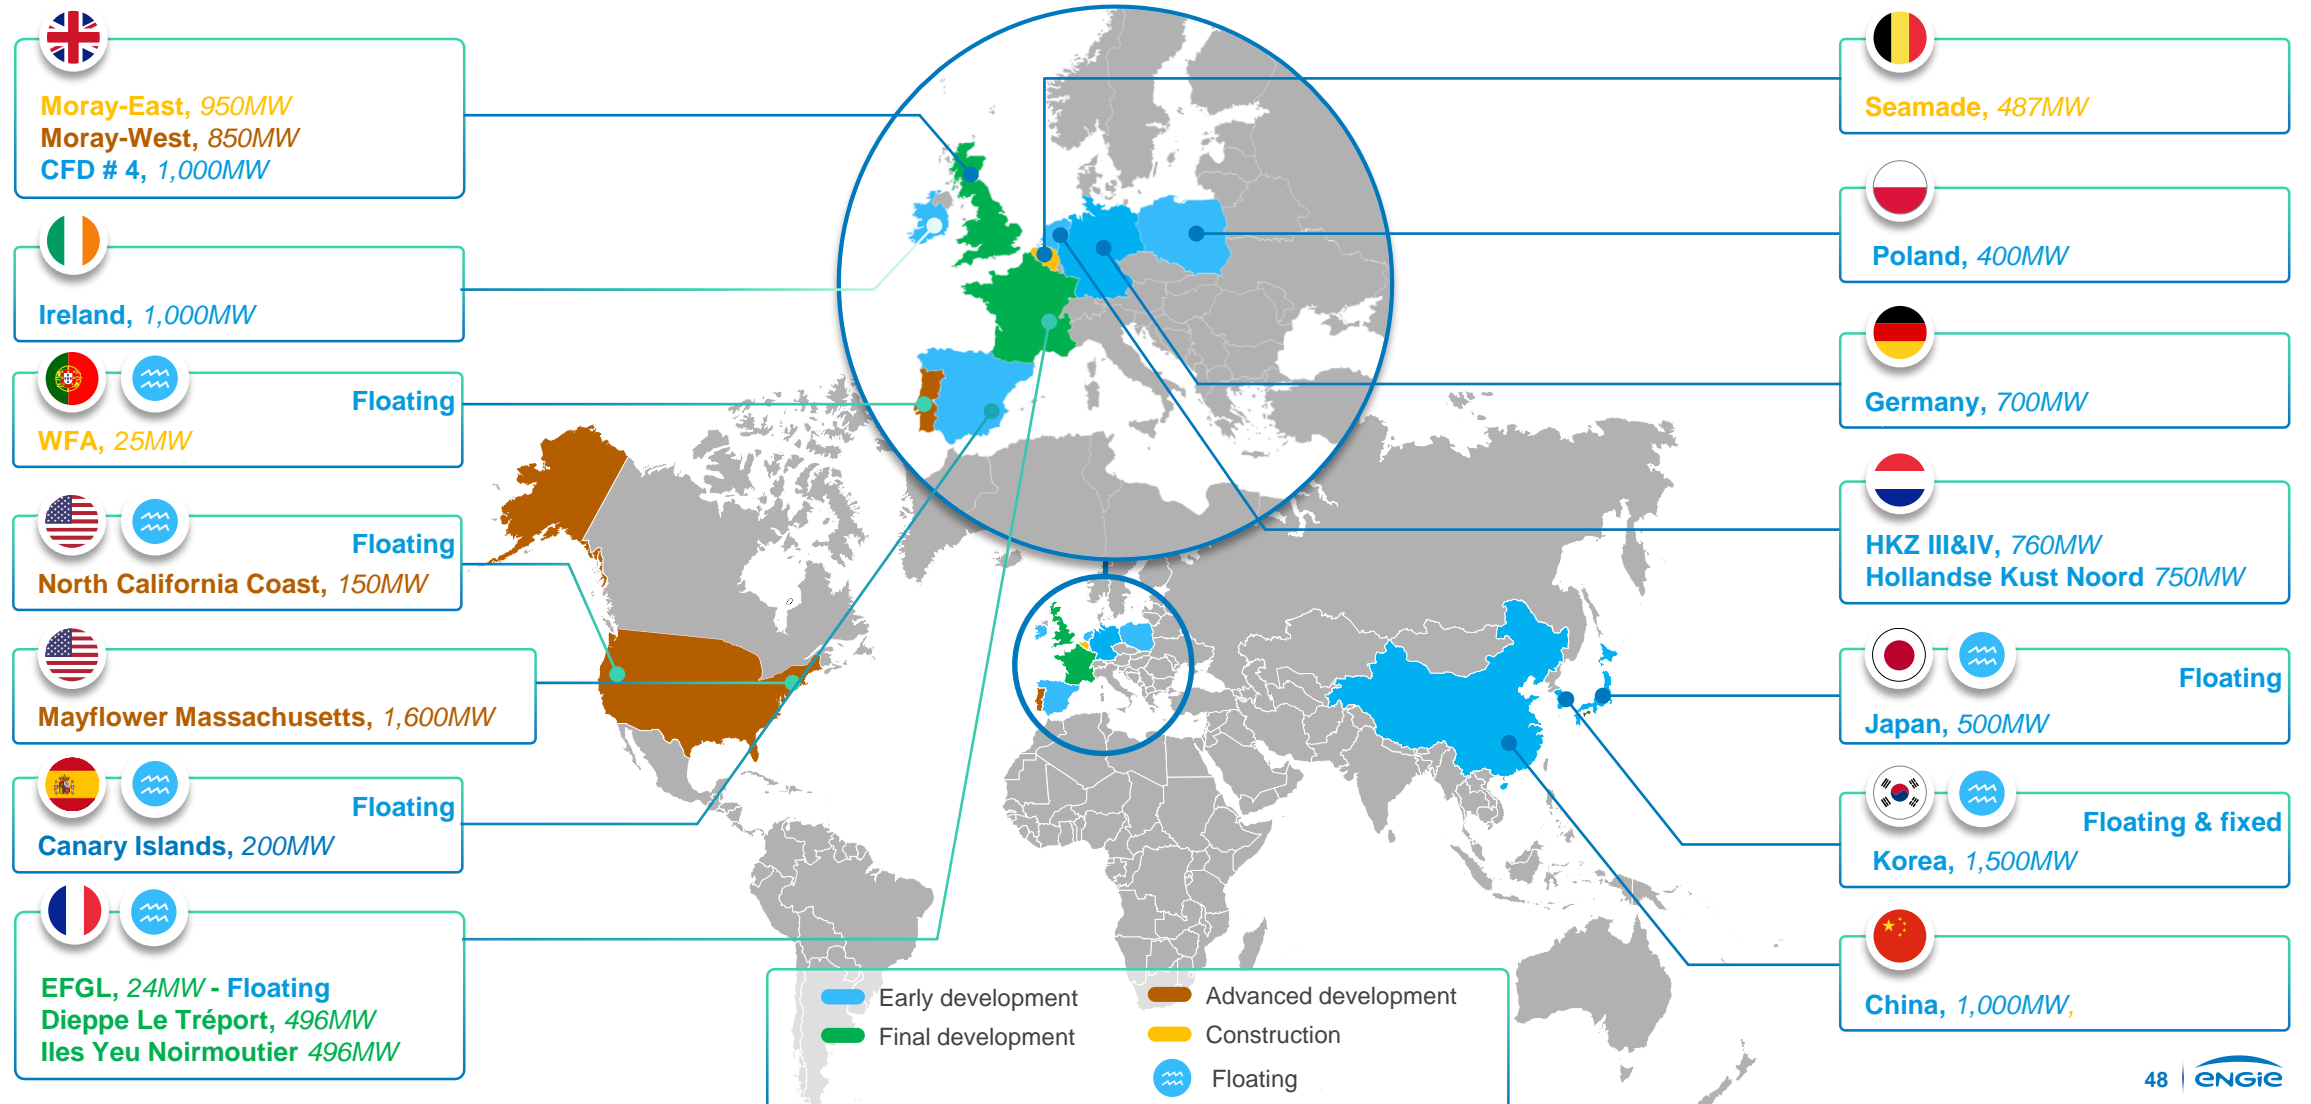 Moray-East, 950MW
Moray-West, 850MW
CFD # 4, 1,000MW
Ireland, 1,000MW
Floating
WFA, 25MW
Floating
North California Coast, 150MW
Mayflower Massachusetts, 1,600MW
Floating
Canary Islands, 200MW
EFGL, 24MW - Floating
Dieppe Le Tréport, 496MW
Iles Yeu Noirmoutier 496MW
Seamade, 487MW
Poland, 400MW
Germany, 700MW
HKZ III&IV, 760MW
Hollandse Kust Noord 750MW
Floating
Japan, 500MW
Floating & fixed
Korea, 1,500MW
China, 1,000MW,
Early development
Advanced development
Final development
Construction
Floating
48
ENGIE